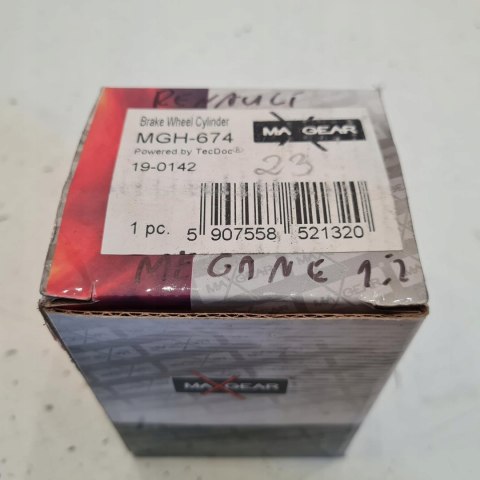 RENAULT
Brake Wheel Cylinder
MGH-674
MAXGEAR
Powered by TecDoc®
19-0142
23
1 pc.
5 907558 521320
MEGANE 1.2
MAXGEAR
MAXGEAR